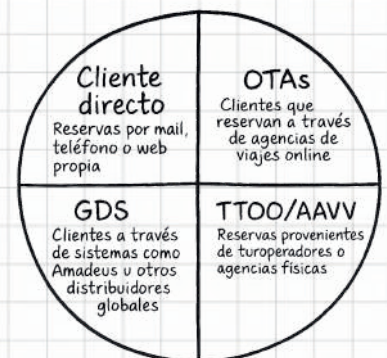 Cliente
directo
Reservas por mail,
teléfono o web
propia
OTAs
Clientes que
reservan a través
de agencias de
viajes online
GDS
Clientes a través
de sistemas como
Amadeus u otros
distribuidores
globales
TTOO/AAVV
Reservas provenientes
de turoperadores o
agencias físicas